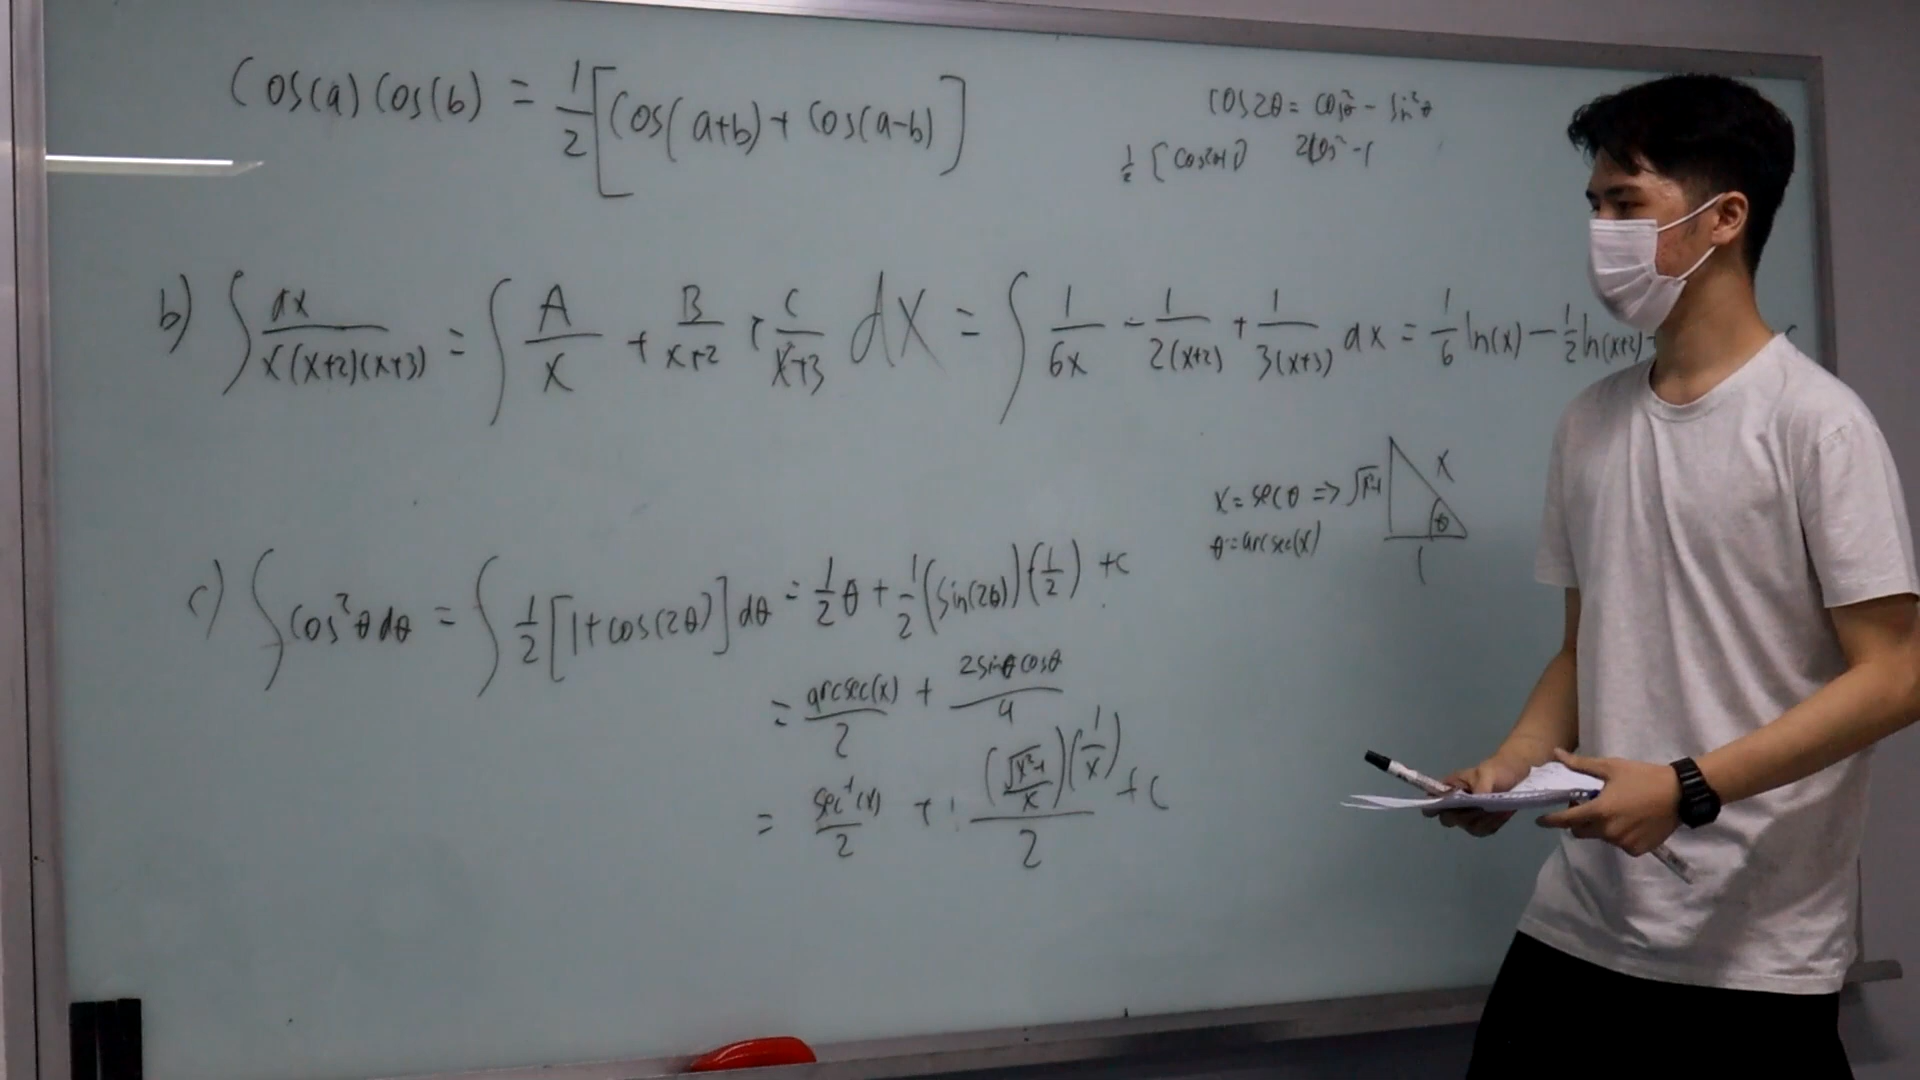 Cos(a) Cos(b) = 1/2 [Cos(a+b) + Cos(a-b)]
cos2θ = cos²θ - sin²θ
1/2 [cos2θ+1] 2cos² -1
b) ∫ dx/x(x+2)(x+3) = ∫ A/x + B/x+2 + C/x+3 dx = ∫ 1/6x - 1/2(x+2) + 1/3(x+3) dx = 1/6 ln(x) - 1/2 ln(x+2)
x = secθ => √x²-1 x
θ = arcsec(x) θ
1
c) ∫ cos²θ dθ = ∫ 1/2 [1+cos(2θ)] dθ = 1/2 θ + 1/2 (sin(2θ))(1/2) + c
= arcsec(x)/2 + 2sinθcosθ/4
= sec⁻¹(x)/2 + (√x²-1/x)(1/x)/2 + c